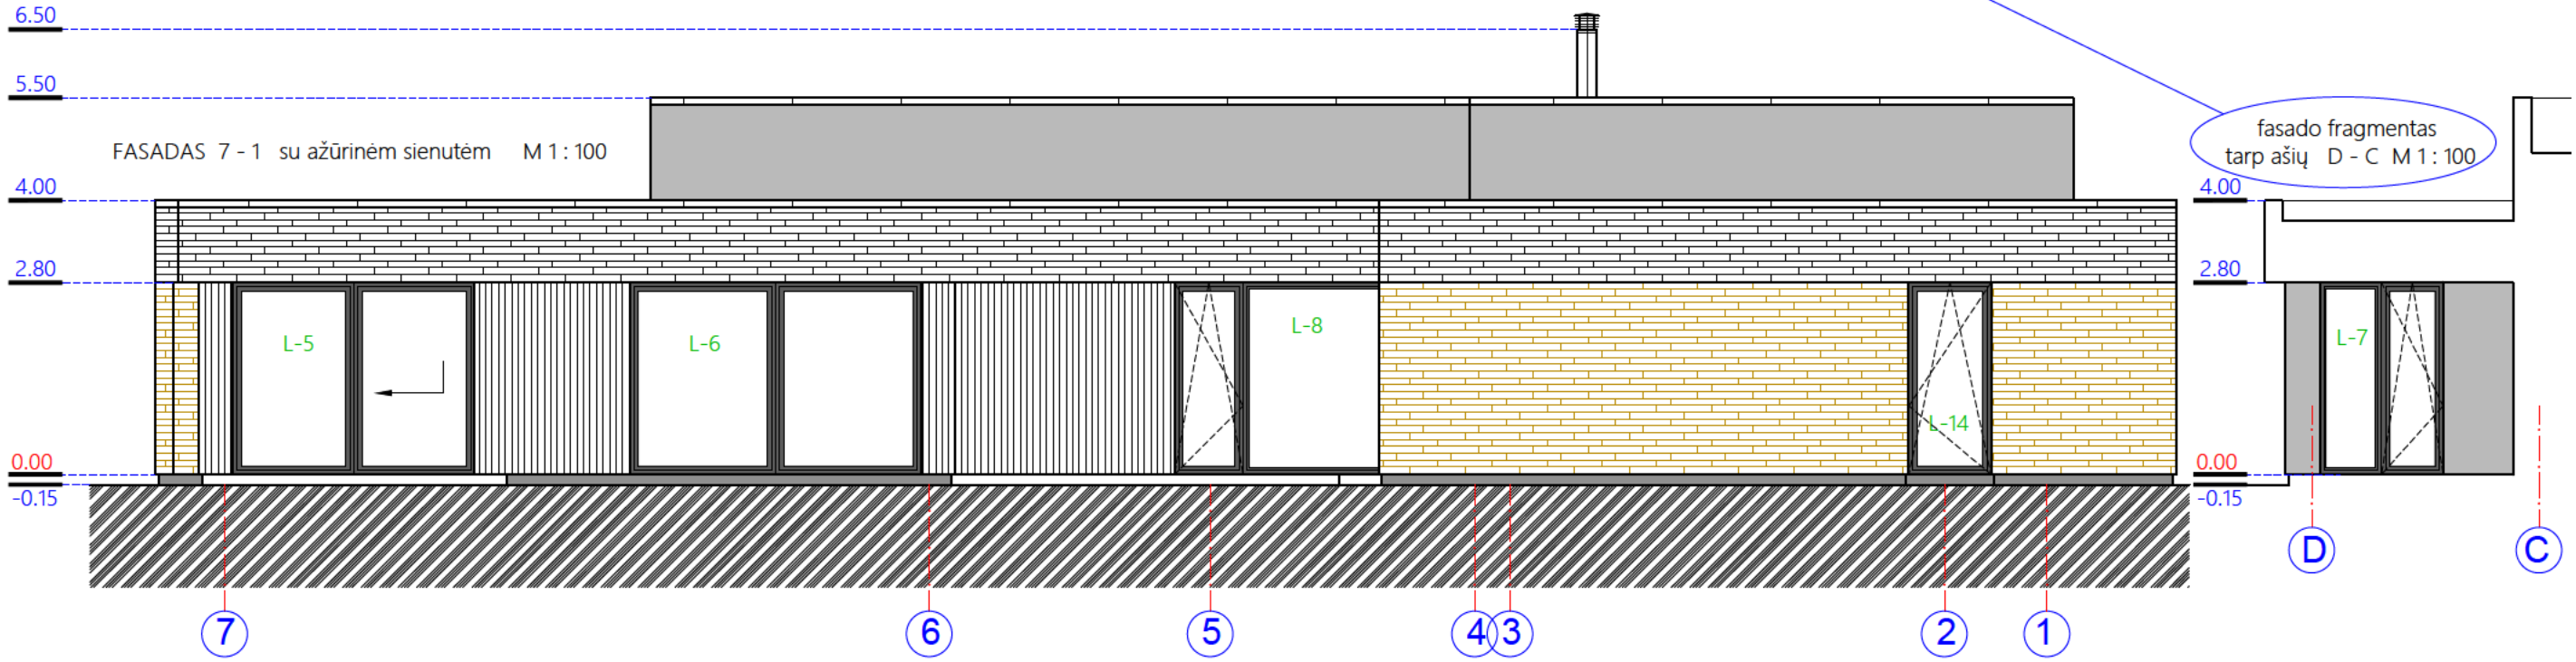 6.50
5.50
FASADAS 7 - 1 su ažūrinėm sienutėm M 1 : 100
fasado fragmentas
tarp ašių D - C M 1 : 100
4.00
4.00
2.80
2.80
L-5
L-6
L-8
L-14
L-7
0.00
0.00
-0.15
-0.15
D
C
7
6
5
4
3
2
1